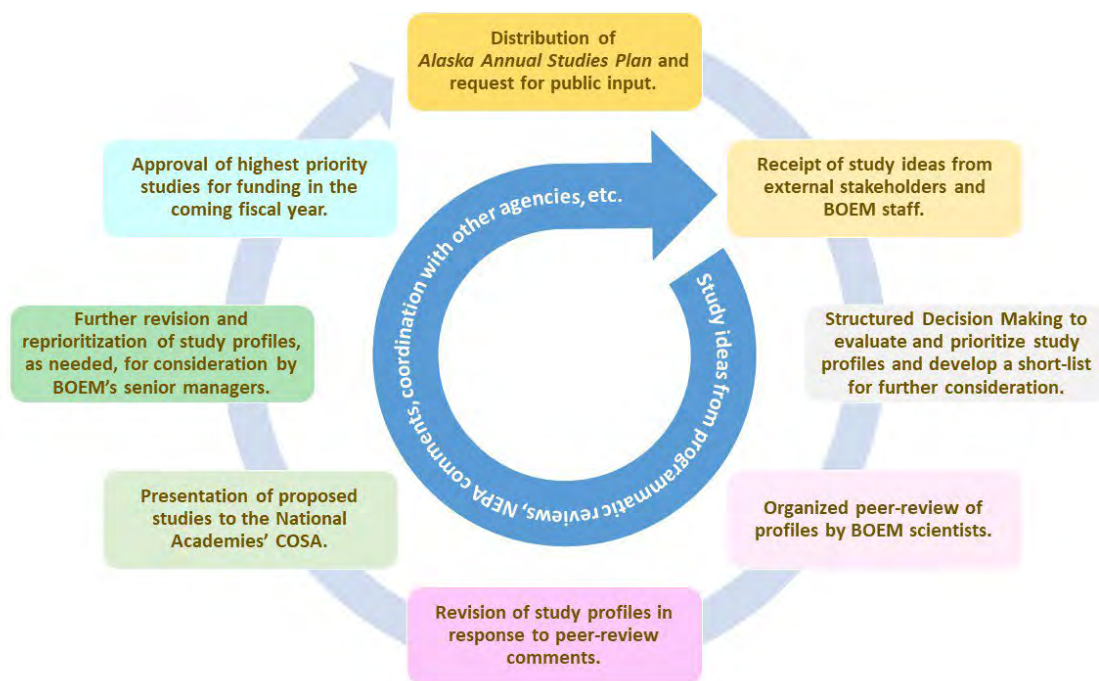 Distribution of
Alaska Annual Studies Plan and
request for public input.
Receipt of study ideas from
external stakeholders and
BOEM staff.
Structured Decision Making to
evaluate and prioritize study
profiles and develop a short-list
for further consideration.
Organized peer-review of
profiles by BOEM scientists.
Revision of study profiles in
response to peer-review
comments.
Presentation of proposed
studies to the National
Academies’ COSA.
Further revision and
reprioritization of study profiles,
as needed, for consideration by
BOEM’s senior managers.
Approval of highest priority
studies for funding in the
coming fiscal year.
Study ideas from programmatic reviews, NEPA comments, coordination with other agencies, etc.